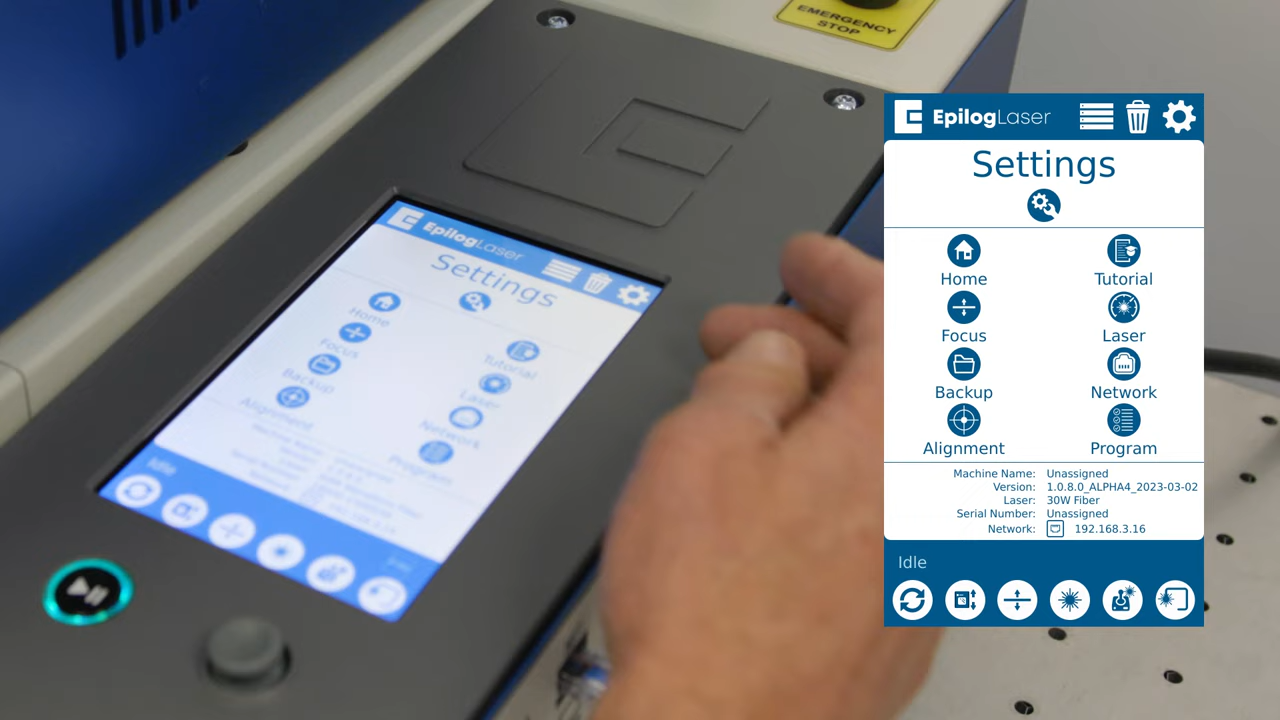 EMERGENCY
STOP
EpilogLaser
Settings
Home
Tutorial
Focus
Laser
Backup
Network
Alignment
Program
Idle
EpilogLaser
Settings
Home
Tutorial
Focus
Laser
Backup
Network
Alignment
Program
Machine Name: Unassigned
Version: 1.0.8.0_ALPHA4_2023-03-02
Laser: 30W Fiber
Serial Number: Unassigned
Network: 192.168.3.16
Idle